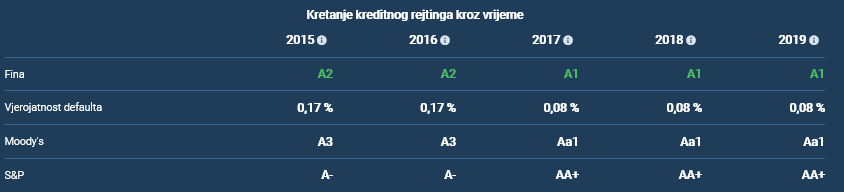 Kretanje kreditnog rejtinga kroz vrijeme
2015 2016 2017 2018 2019
Fina A2 A2 A1 A1 A1
Vjerojatnost defaulta 0,17 % 0,17 % 0,08 % 0,08 % 0,08 %
Moody's A3 A3 Aa1 Aa1 Aa1
S&P A- A- AA+ AA+ AA+